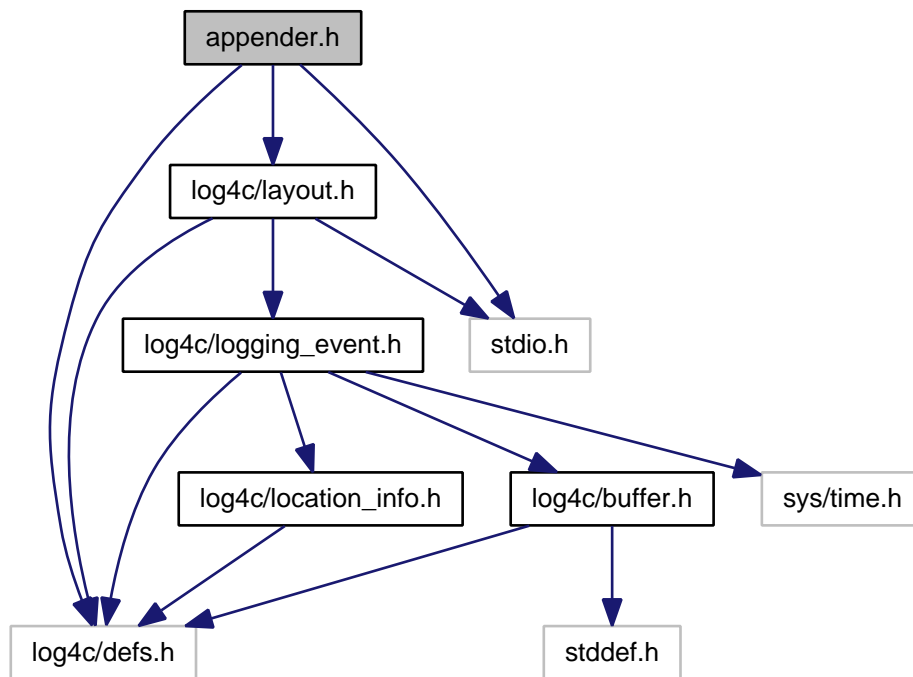 appender.h
log4c/layout.h
log4c/logging_event.h
stdio.h
log4c/location_info.h
log4c/buffer.h
sys/time.h
log4c/defs.h
stddef.h